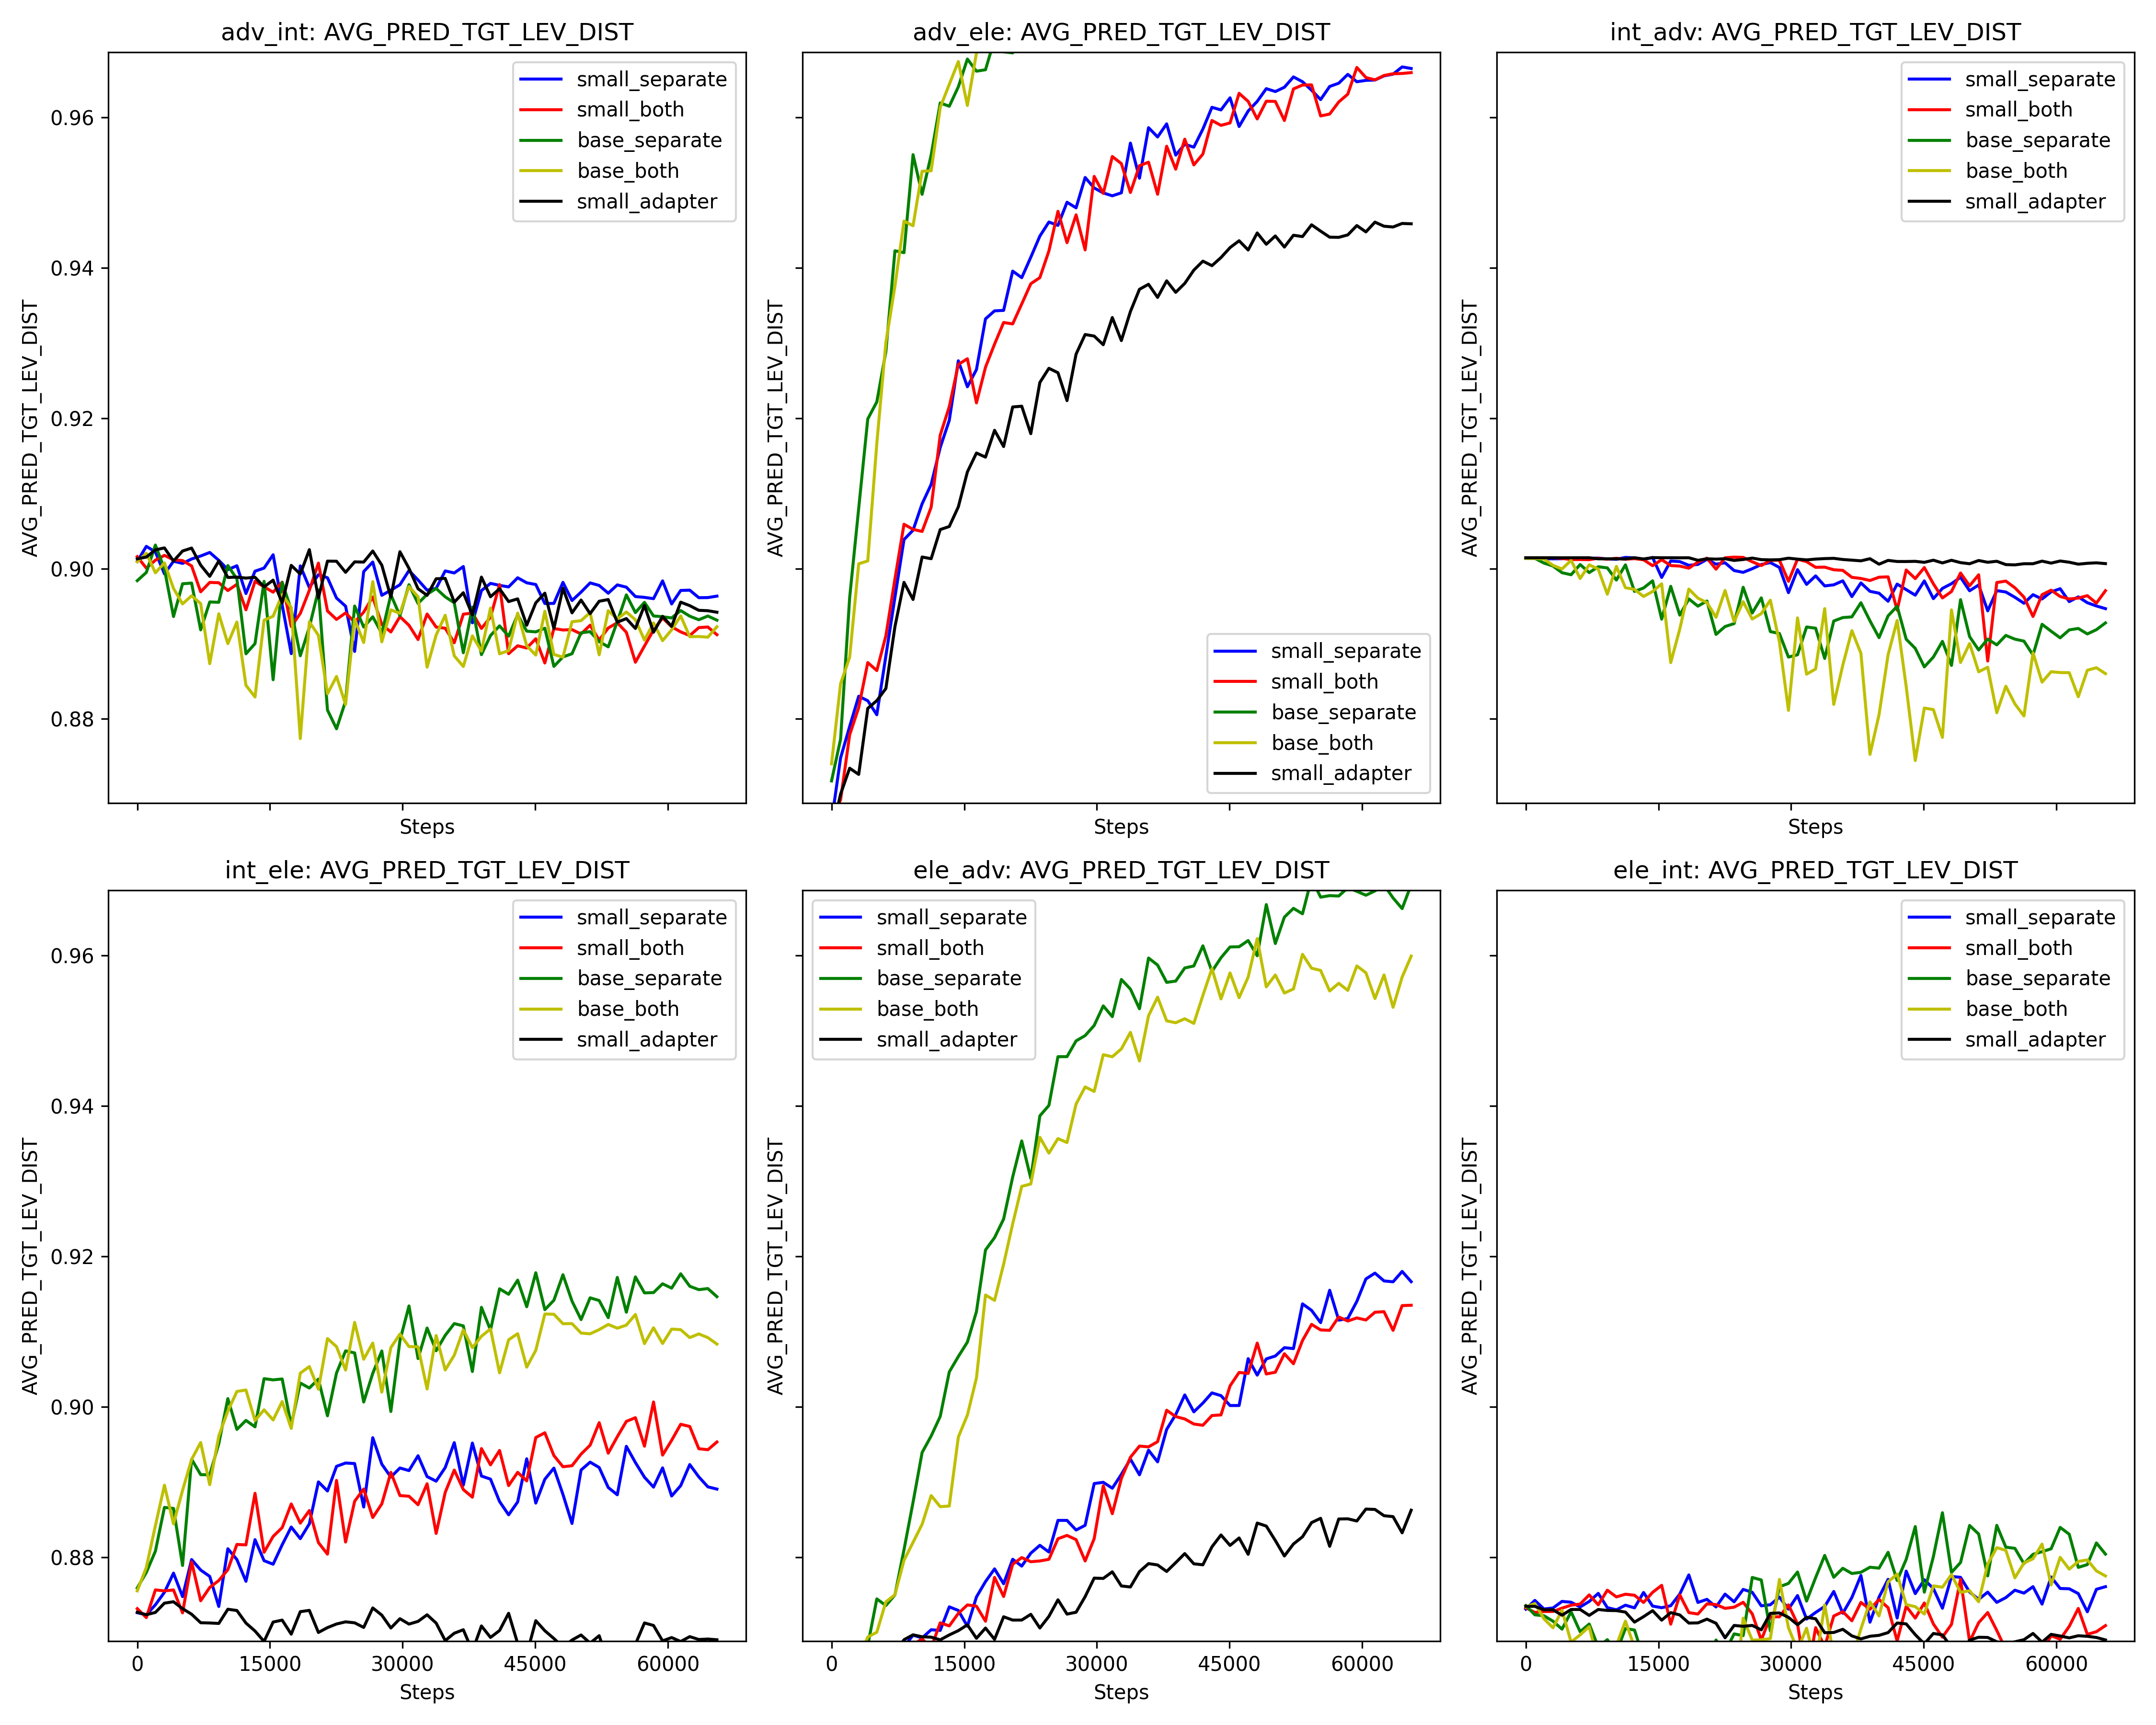 adv_int: AVG_PRED_TGT_LEV_DIST
AVG_PRED_TGT_LEV_DIST
0.96
0.94
0.92
0.90
0.88
small_separate
small_both
base_separate
base_both
small_adapter
Steps
adv_ele: AVG_PRED_TGT_LEV_DIST
AVG_PRED_TGT_LEV_DIST
small_separate
small_both
base_separate
base_both
small_adapter
Steps
int_adv: AVG_PRED_TGT_LEV_DIST
AVG_PRED_TGT_LEV_DIST
small_separate
small_both
base_separate
base_both
small_adapter
Steps
int_ele: AVG_PRED_TGT_LEV_DIST
AVG_PRED_TGT_LEV_DIST
0.96
0.94
0.92
0.90
0.88
small_separate
small_both
base_separate
base_both
small_adapter
0 15000 30000 45000 60000
Steps
ele_adv: AVG_PRED_TGT_LEV_DIST
AVG_PRED_TGT_LEV_DIST
small_separate
small_both
base_separate
base_both
small_adapter
0 15000 30000 45000 60000
Steps
ele_int: AVG_PRED_TGT_LEV_DIST
AVG_PRED_TGT_LEV_DIST
small_separate
small_both
base_separate
base_both
small_adapter
0 15000 30000 45000 60000
Steps